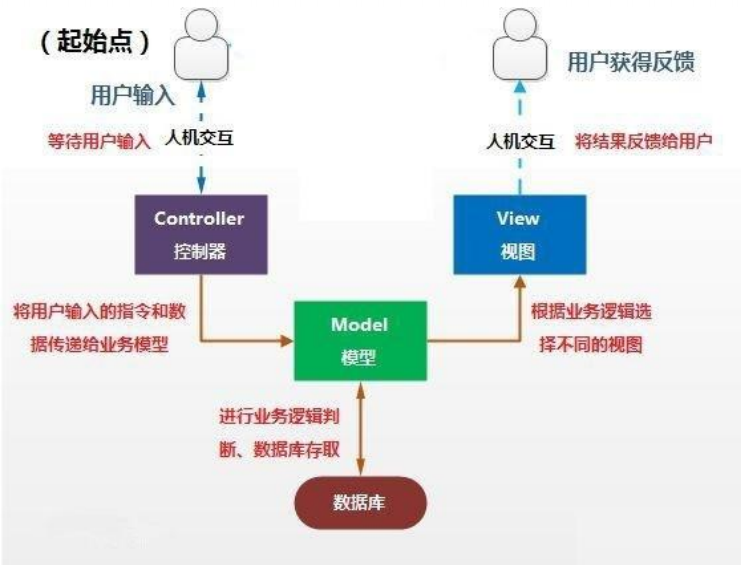 （起始点）
用户输入
等待用户输入
人机交互
Controller
控制器
将用户输入的指令和数
据传递给业务模型
Model
模型
进行业务逻辑判
断、数据库存取
数据库
用户获得反馈
人机交互
将结果反馈给用户
View
视图
根据业务逻辑选
择不同的视图